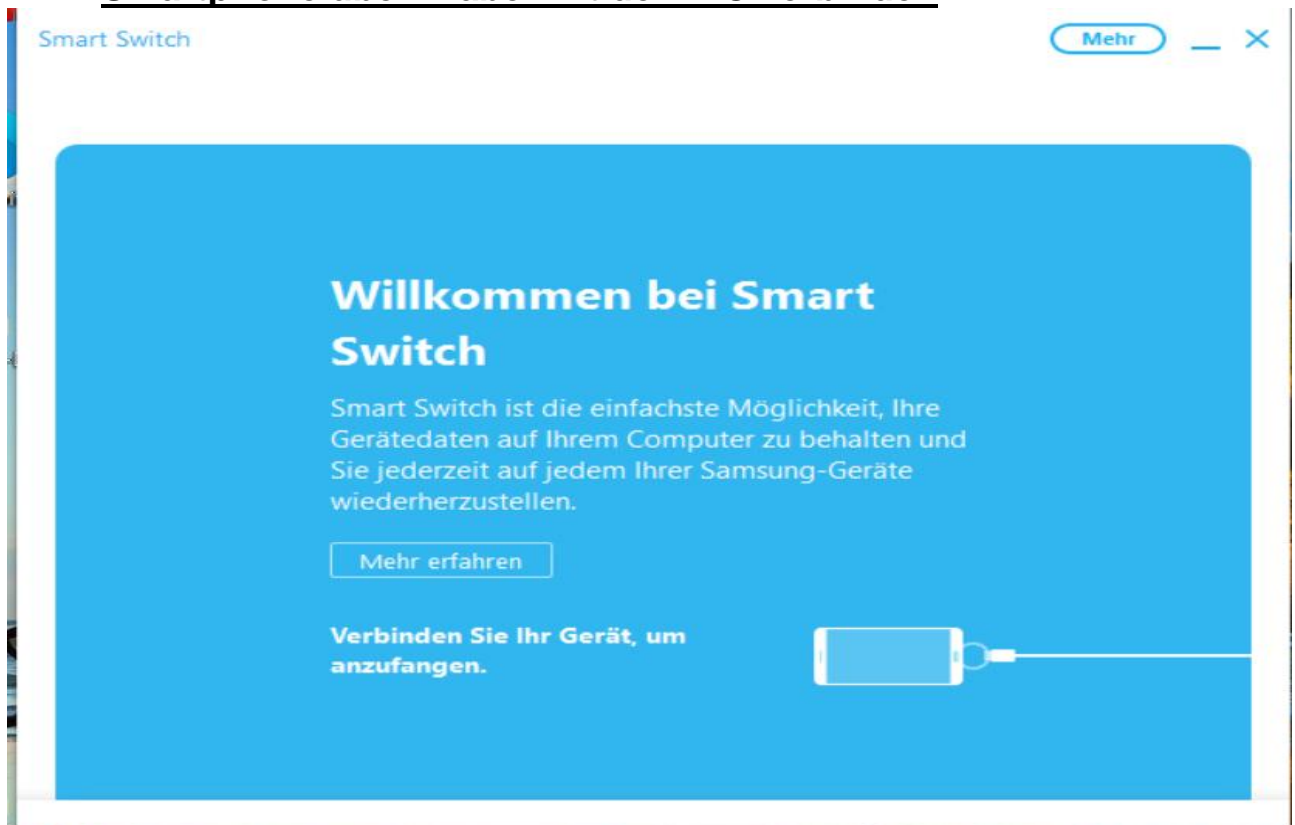 Smart Switch
Mehr
Willkommen bei Smart
Switch
Smart Switch ist die einfachste Möglichkeit, Ihre
Gerätedaten auf Ihrem Computer zu behalten und
Sie jederzeit auf jedem Ihrer Samsung-Geräte
wiederherzustellen.
Mehr erfahren
Verbinden Sie Ihr Gerät, um
anzufangen.